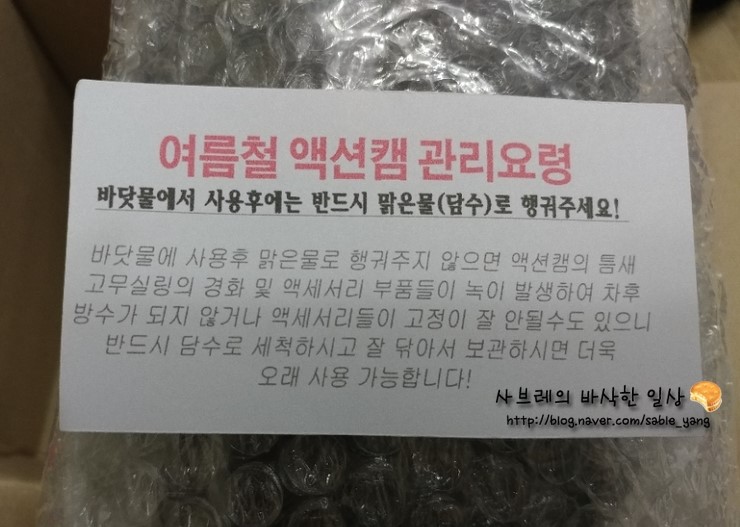 여름철 액션캠 관리요령
바닷물에서 사용후에는 반드시 맑은물(담수)로 행궈주세요!
바닷물에 사용후 맑은물로 행궈주지 않으면 액션캠의 틈새
고무실링의 경화 및 액세서리 부품들이 녹이 발생하여 차후
방수가 되지 않거나 액세서리들이 고정이 잘 안될수도 있으니
반드시 담수로 세척하시고 잘 닦아서 보관하시면 더욱
오래 사용 가능합니다!
사브레의 바삭한 일상
http://blog.naver.com/sable_yang